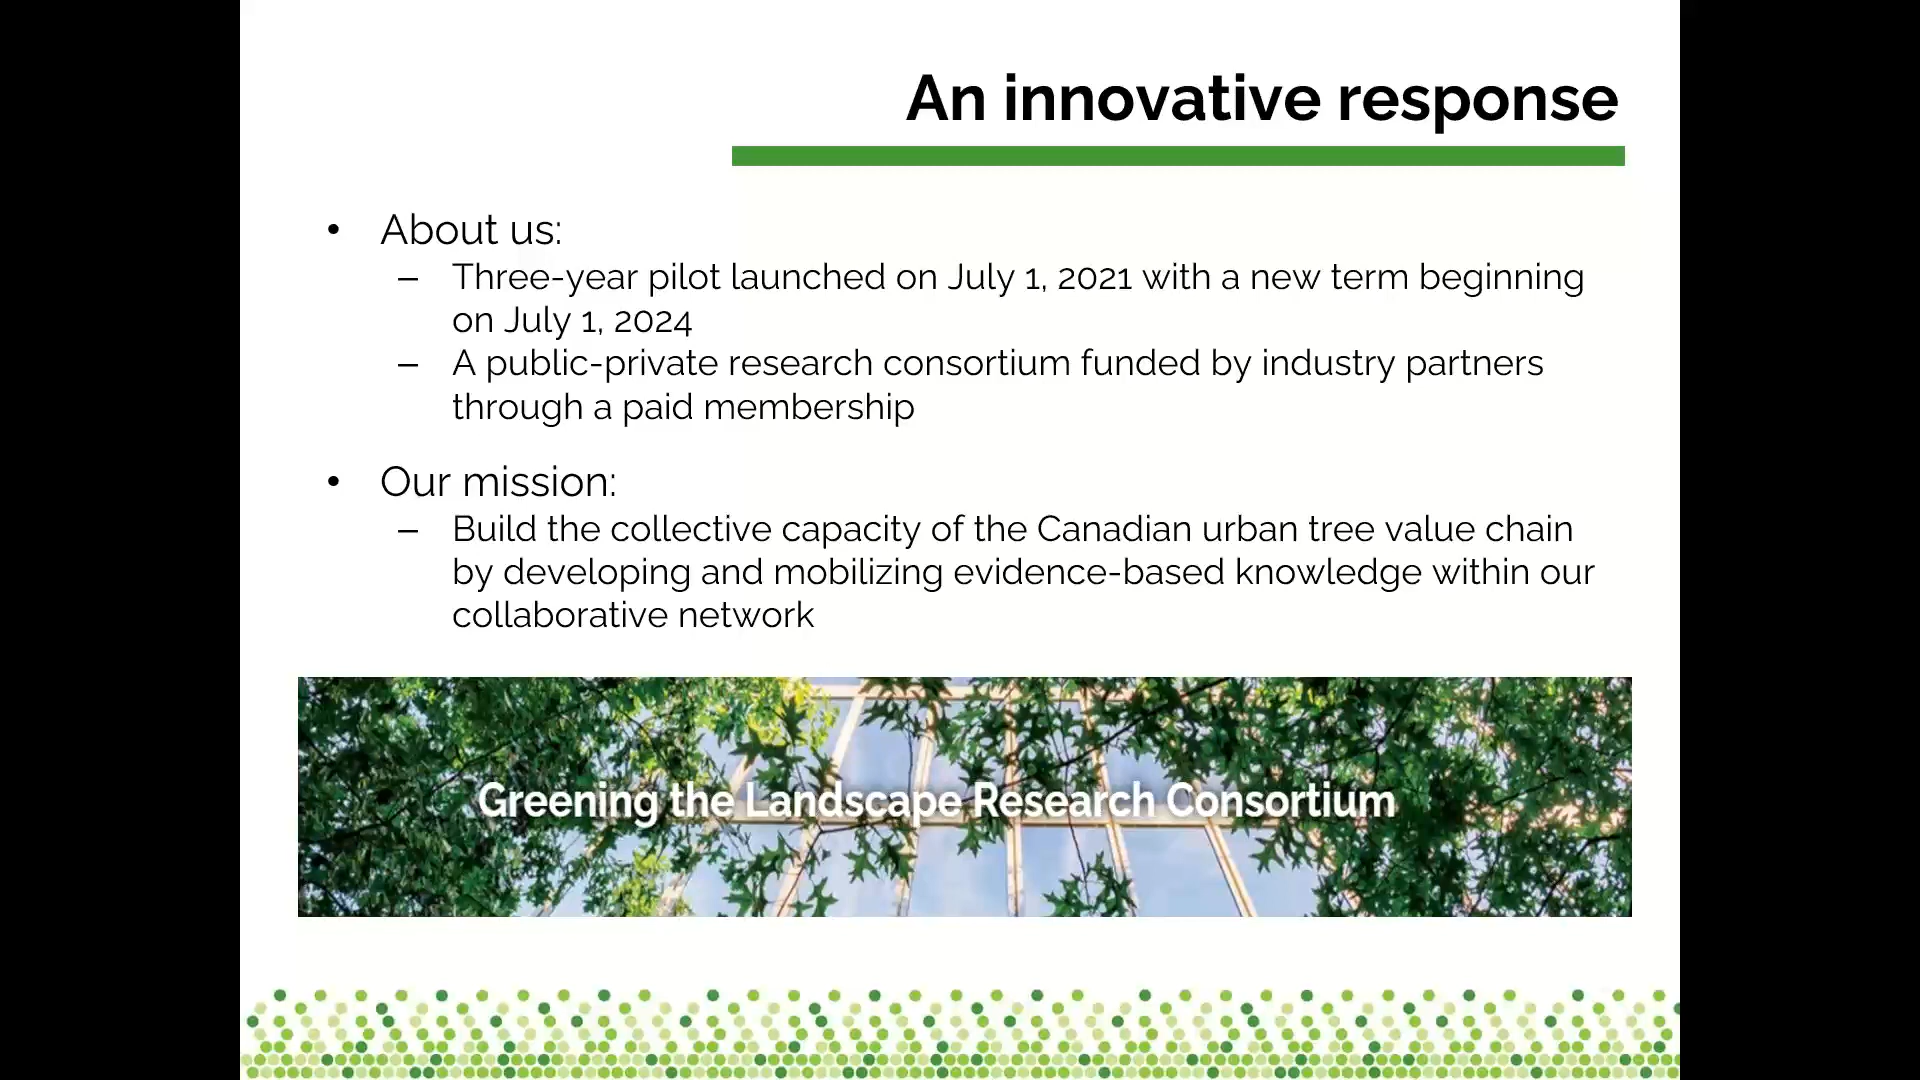 An innovative response
• About us:
– Three-year pilot launched on July 1, 2021 with a new term beginning
on July 1, 2024
– A public-private research consortium funded by industry partners
through a paid membership
• Our mission:
– Build the collective capacity of the Canadian urban tree value chain
by developing and mobilizing evidence-based knowledge within our
collaborative network
Greening the Landscape Research Consortium